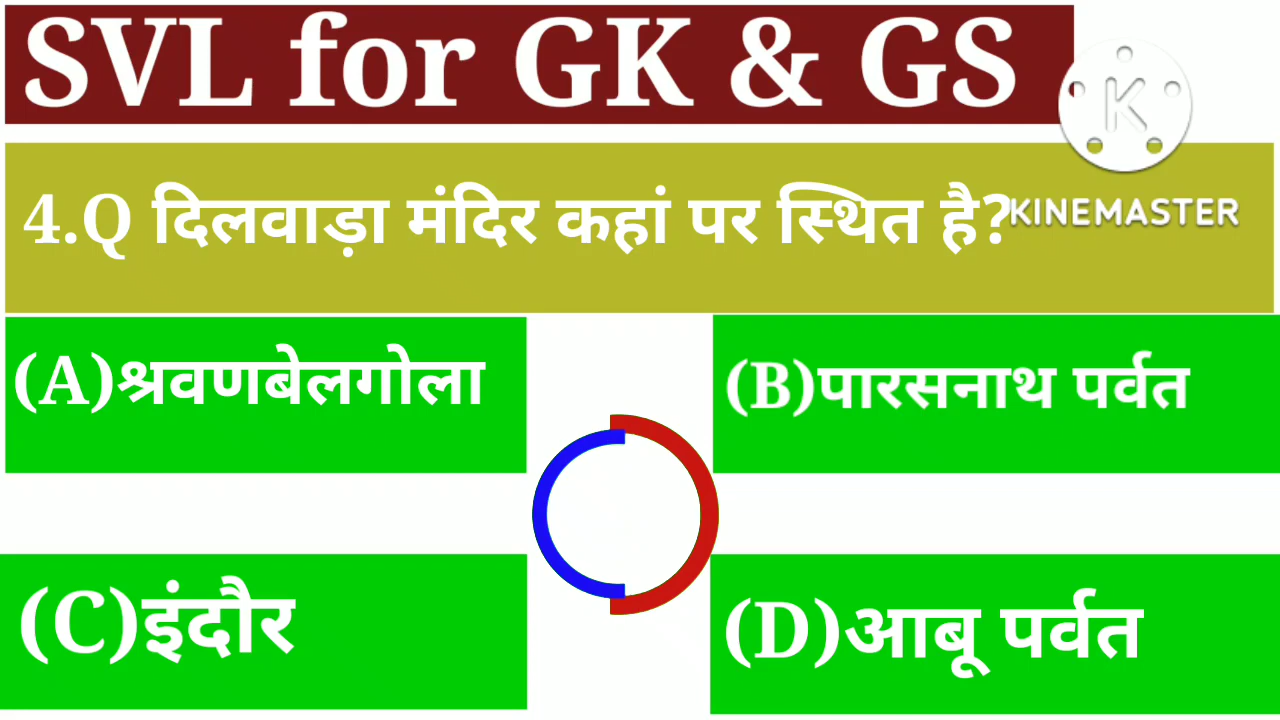 SVL for GK & GS
K
4.Q दिलवाड़ा मंदिर कहां पर स्थित है?
KINEMASTER
(A)श्रवणबेलगोला
(B)पारसनाथ पर्वत
(C)इंदौर
(D)आबू पर्वत